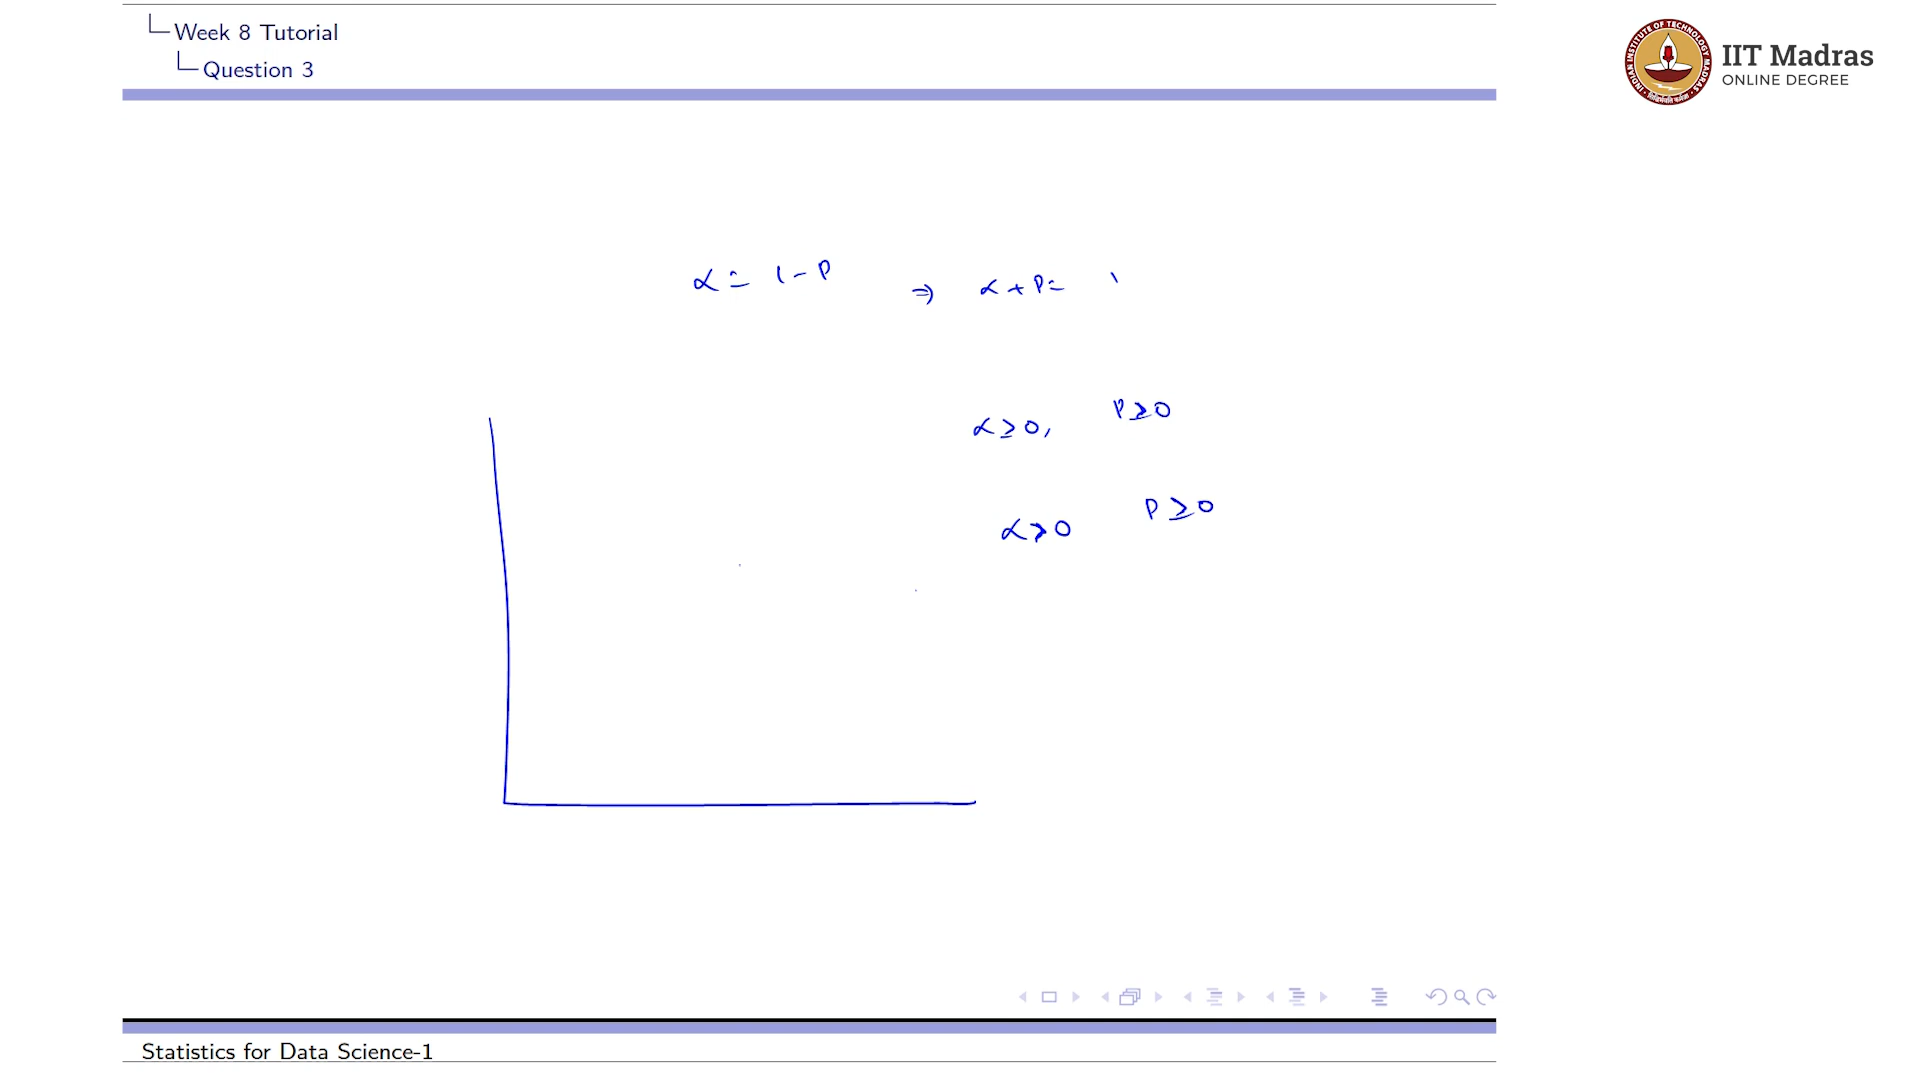 Week 8 Tutorial
Question 3
IIT Madras
ONLINE DEGREE
α = 1 - P ⇒ α + P = 1
α ≥ 0, P ≥ 0
α > 0 P ≥ 0
Statistics for Data Science-1